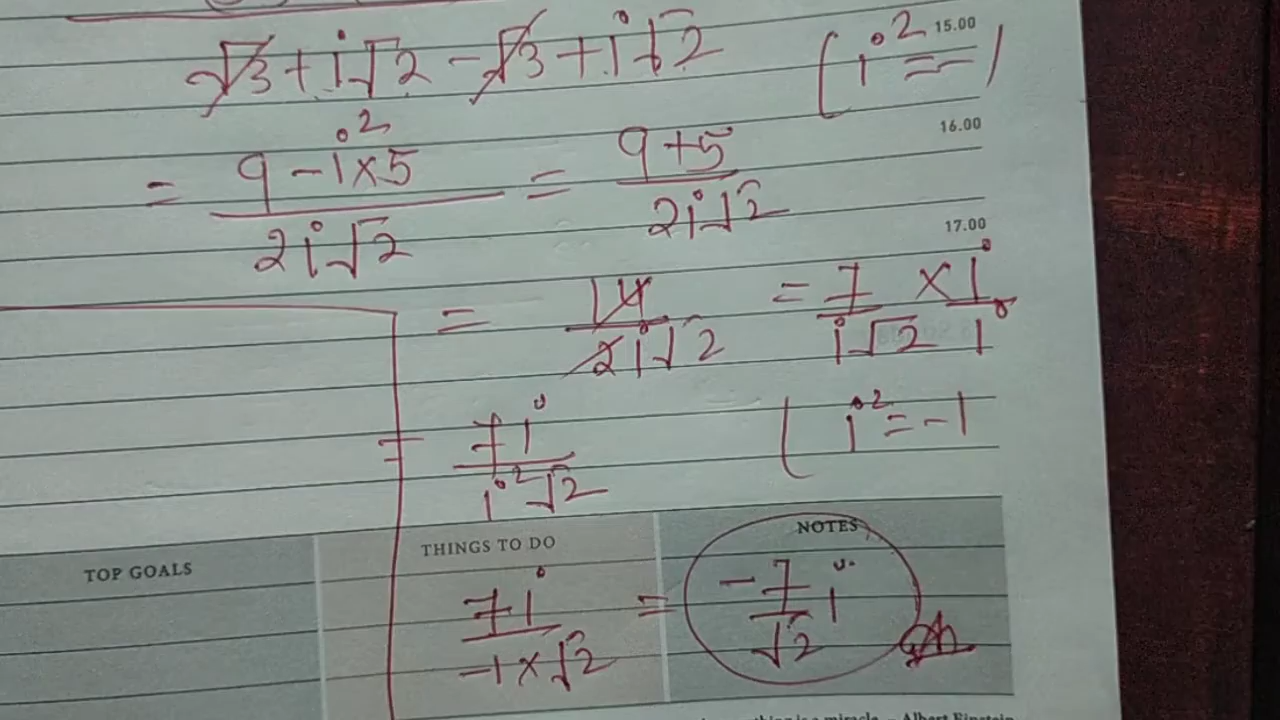 √3 + i√2 - √3 + i√2 ( i² = -1
15.00
16.00
= (9 - i² × 5) / (2i√2) = (9 + 5) / (2i√2)
17.00
= 14 / (2i√2) = 7 / (i√2) × i / i
= 7i / (i²√2) ( i² = -1
TOP GOALS
THINGS TO DO
NOTES
7i / (-1 × √2) = -7/√2 i
is a miracle. – Albert Einstein